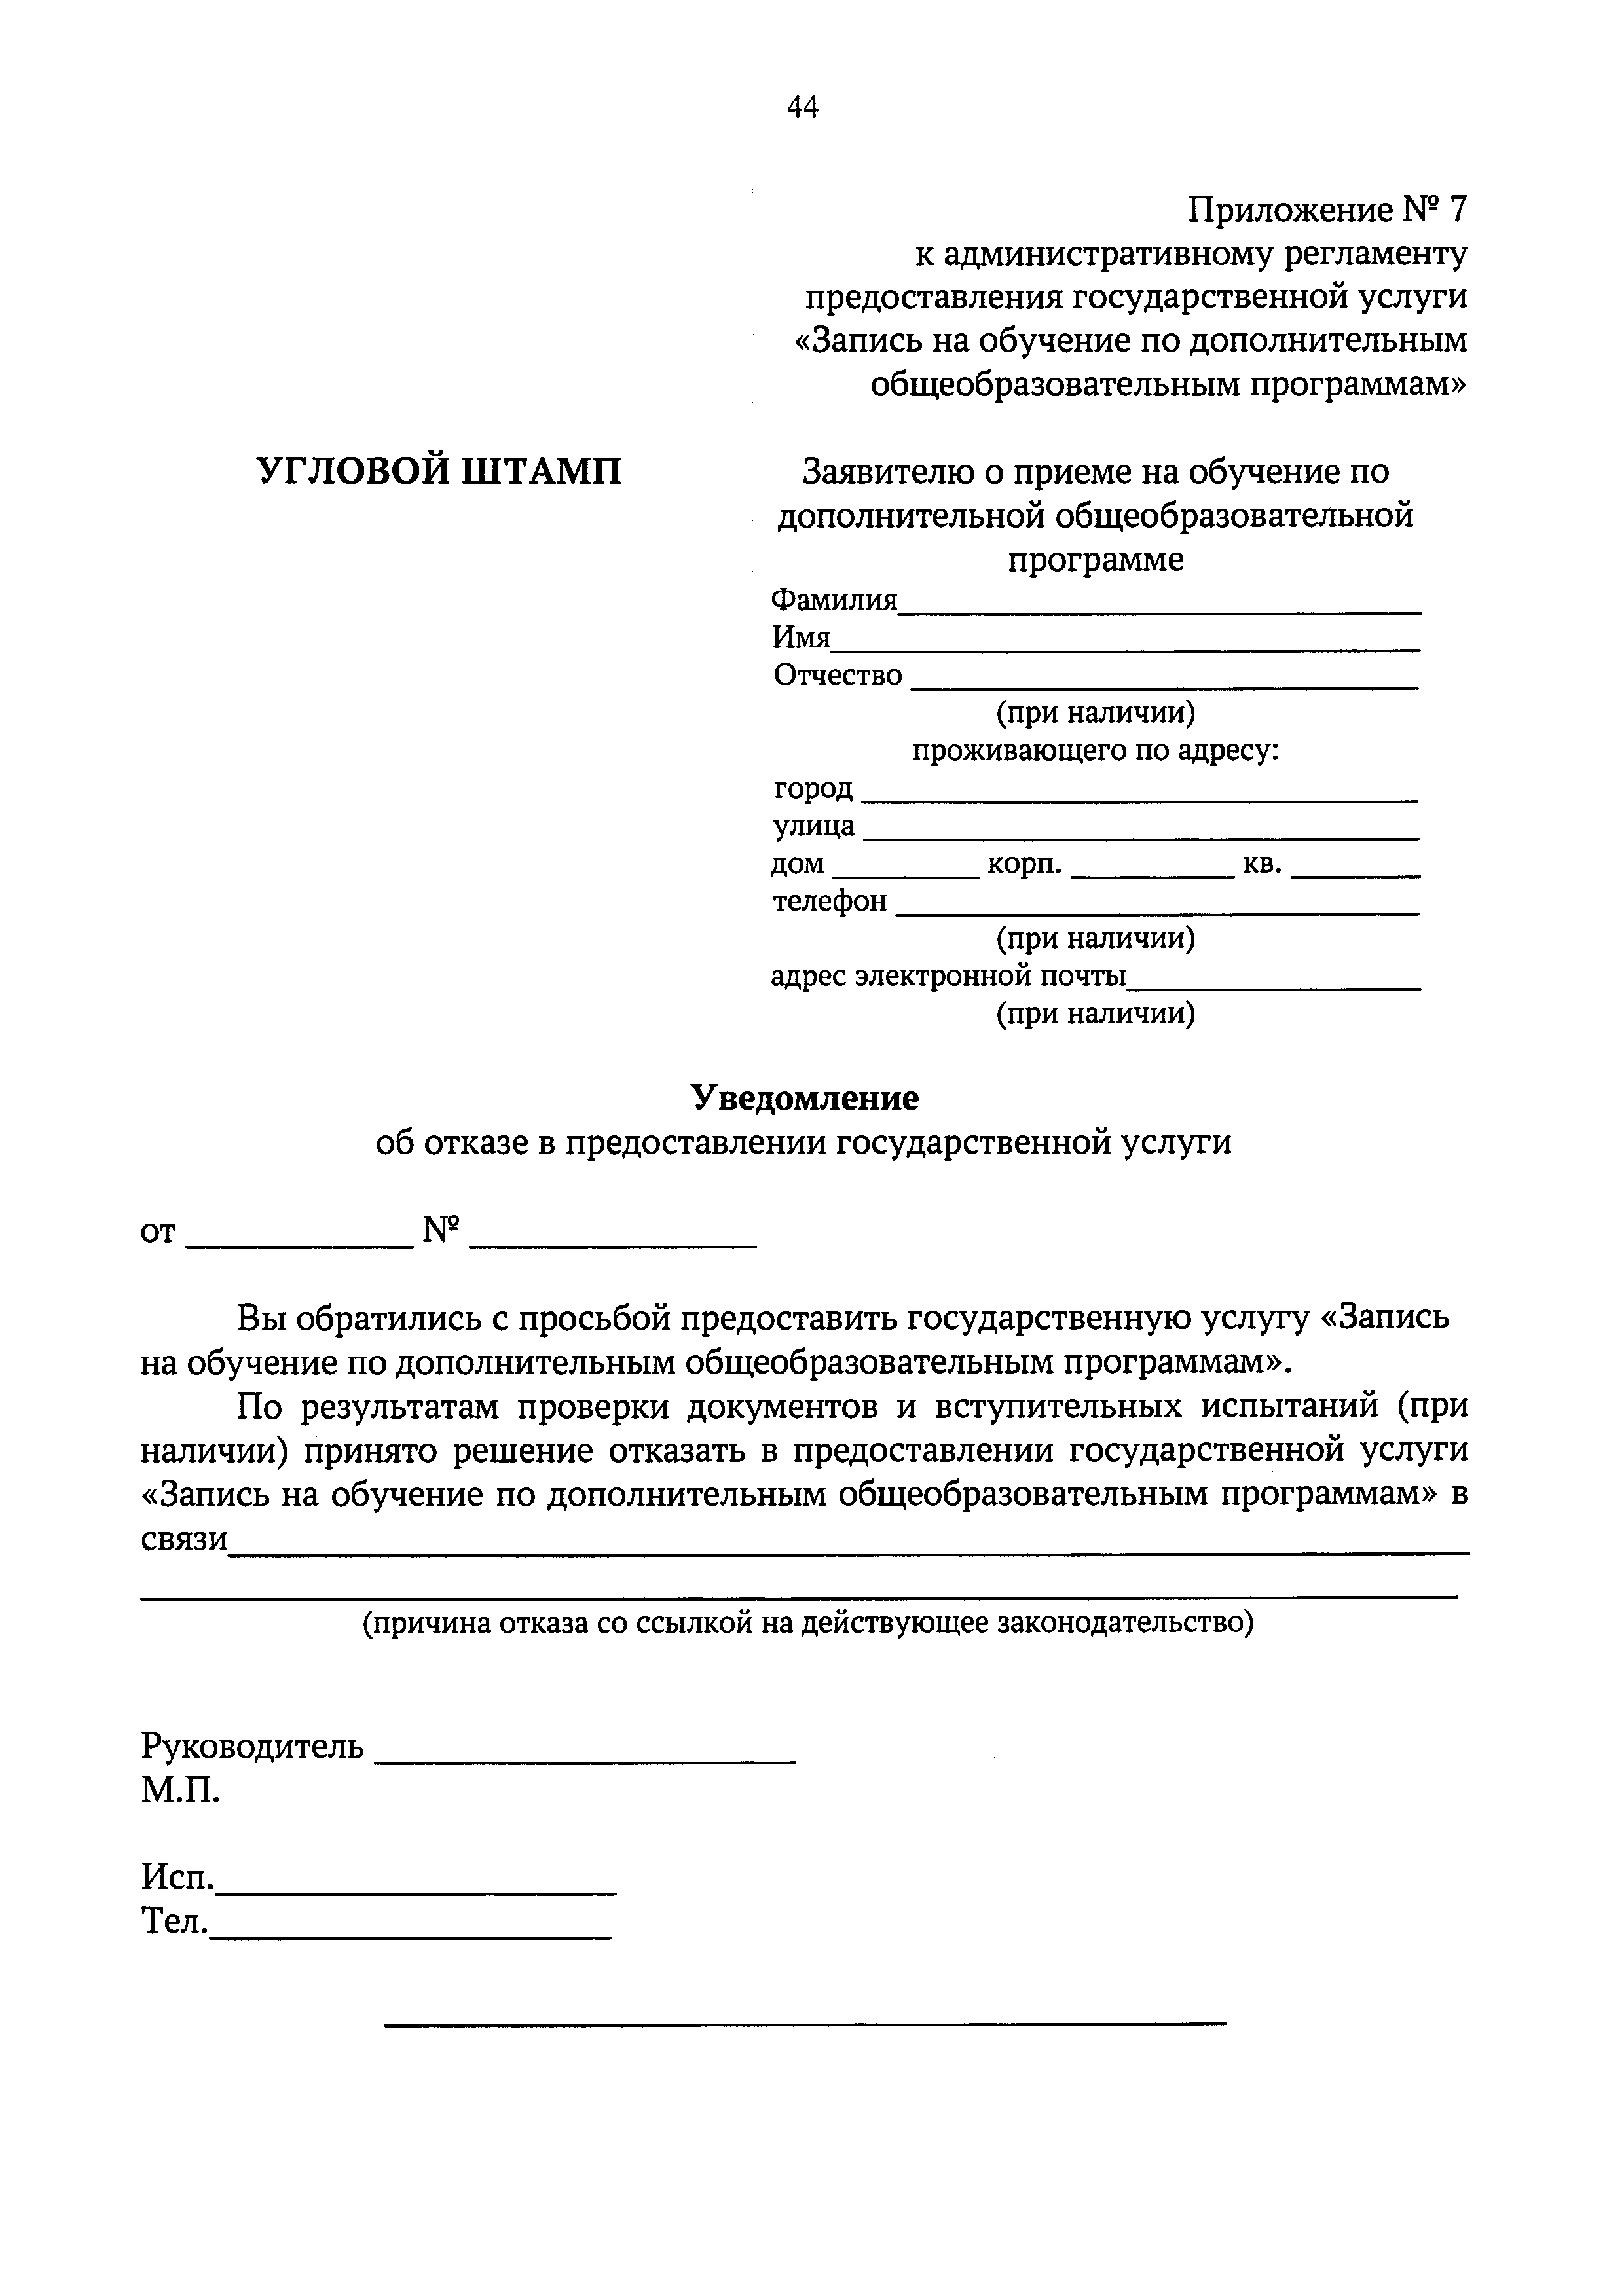 44
Приложение № 7
к административному регламенту
предоставления государственной услуги
«Запись на обучение по дополнительным
общеобразовательным программам»
УГЛОВОЙ ШТАМП
Заявителю о приеме на обучение по
дополнительной общеобразовательной
программе
Фамилия
Имя
Отчество
(при наличии)
проживающего по адресу:
город
улица
дом корп. кв.
телефон
(при наличии)
адрес электронной почты
(при наличии)
Уведомление
об отказе в предоставлении государственной услуги
от №
Вы обратились с просьбой предоставить государственную услугу «Запись
на обучение по дополнительным общеобразовательным программам».
По результатам проверки документов и вступительных испытаний (при
наличии) принято решение отказать в предоставлении государственной услуги
«Запись на обучение по дополнительным общеобразовательным программам» в
связи
(причина отказа со ссылкой на действующее законодательство)
Руководитель
М.П.
Исп.
Тел.